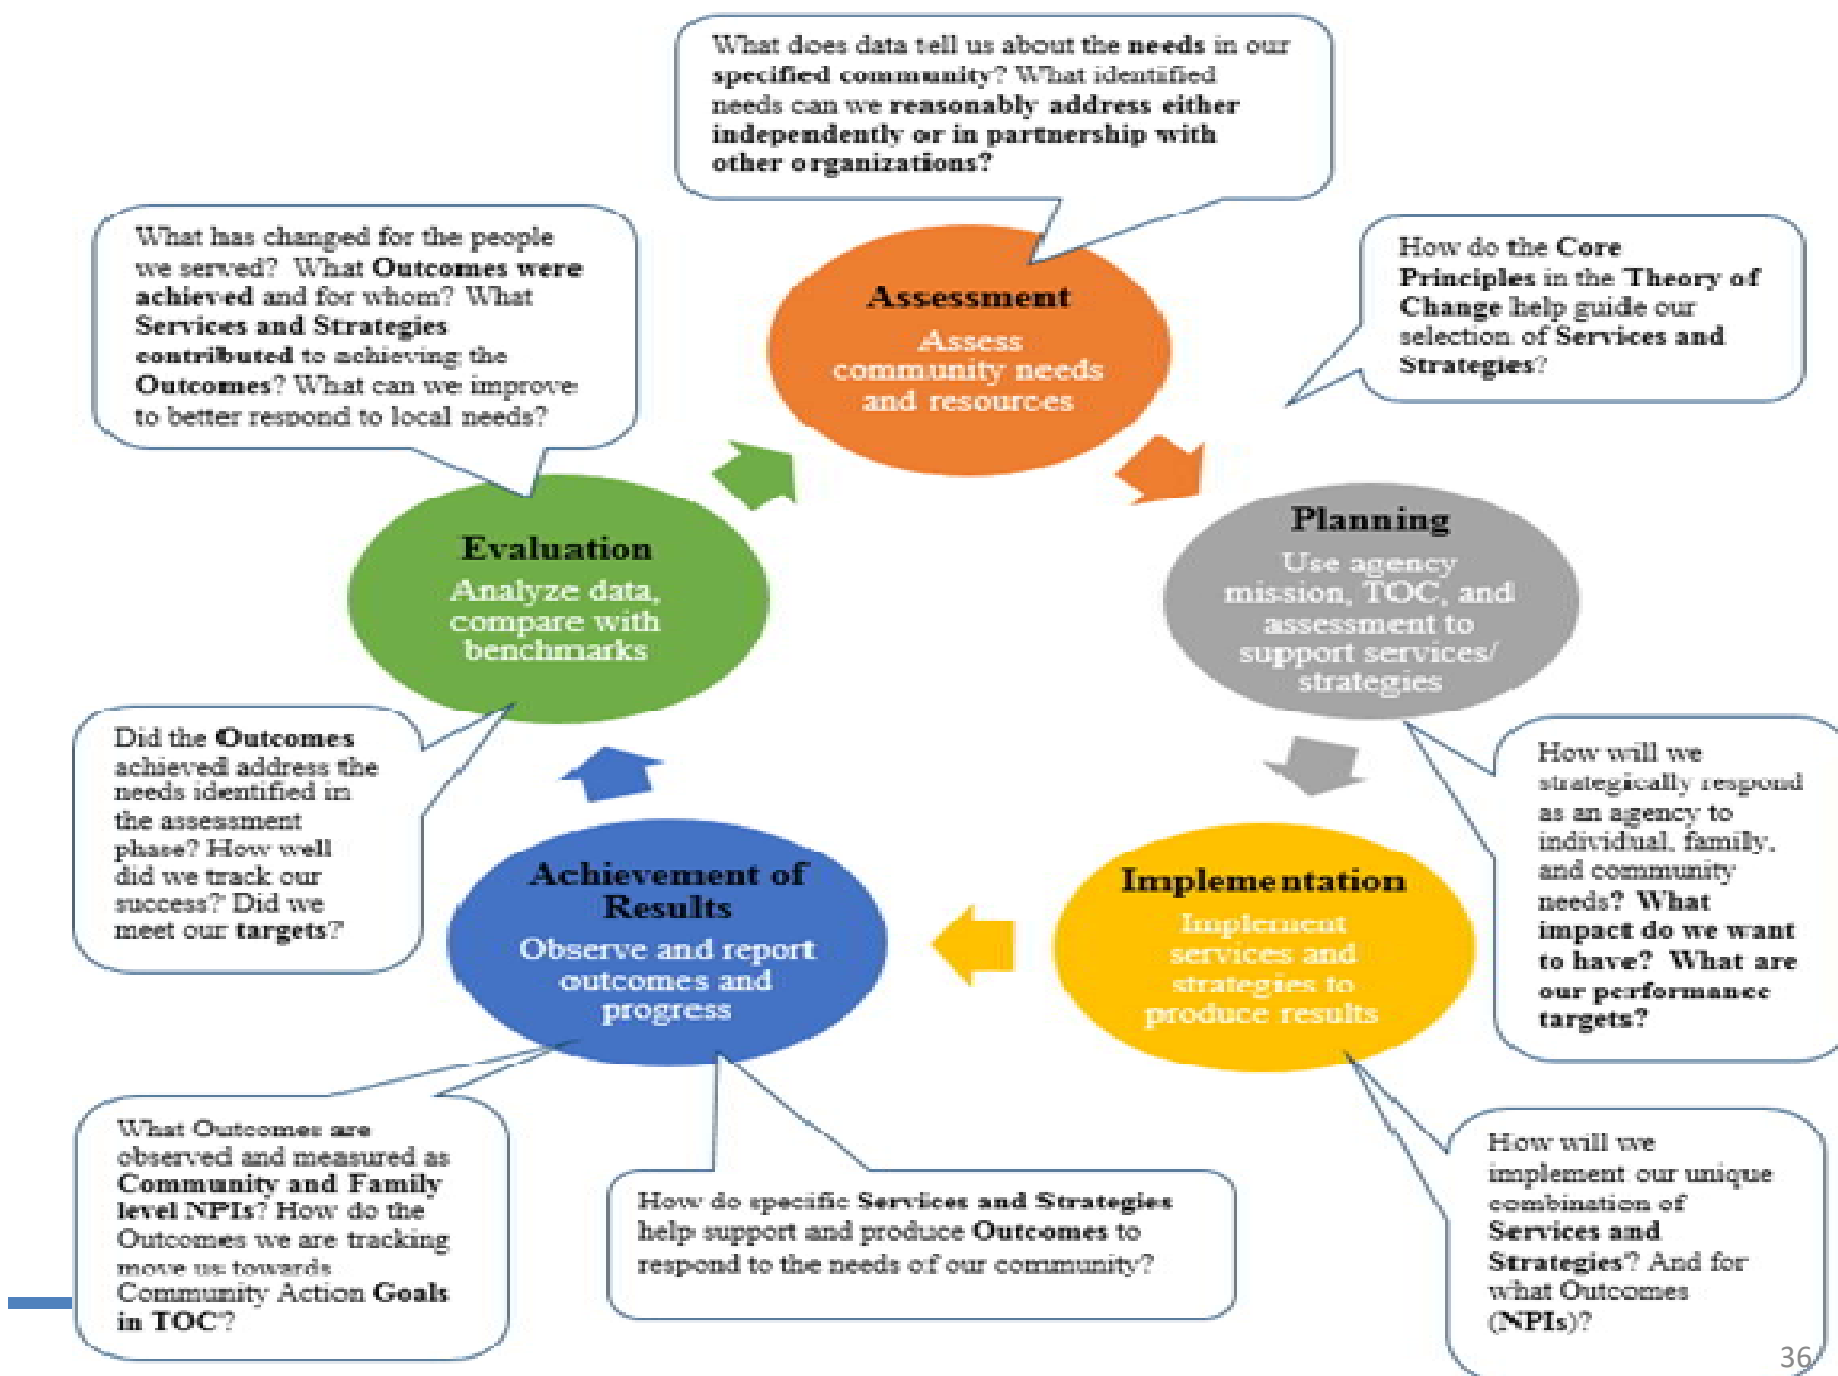 What does data tell us about the needs in our
specified community? What identified
needs can we reasonably address either
independently or in partnership with
other organizations?
What has changed for the people
we served?  What Outcomes were
achieved and for whom? What
Services and Strategies
contributed to achieving the
Outcomes? What can we improve
to better respond to local needs?
How do the Core
Principles in the Theory of
Change help guide our
selection of Services and
Strategies?
Assessment
Assess
community needs
and resources
Planning
Use agency
mission, TOC, and
assessment to
support services/
strategies
Evaluation
Analyze data,
compare with
benchmarks
Did the Outcomes
achieved address the
needs identified in
the assessment
phase? How well
did we track our
success? Did we
meet our targets?
How will we
strategically respond
as an agency to
individual, family,
and community
needs? What
impact do we want
to have?  What are
our performance
targets?
Achievement of
Results
Observe and report
outcomes and
progress
Implementation
Implement
services and
strategies to
produce results
What Outcomes are
observed and measured as
Community and Family
level NPIs? How do the
Outcomes we are tracking
move us towards
Community Action Goals
in TOC?
How do specific Services and Strategies
help support and produce Outcomes to
respond to the needs of our community?
How will we
implement our unique
combination of
Services and
Strategies? And for
what Outcomes
(NPIs)?
36